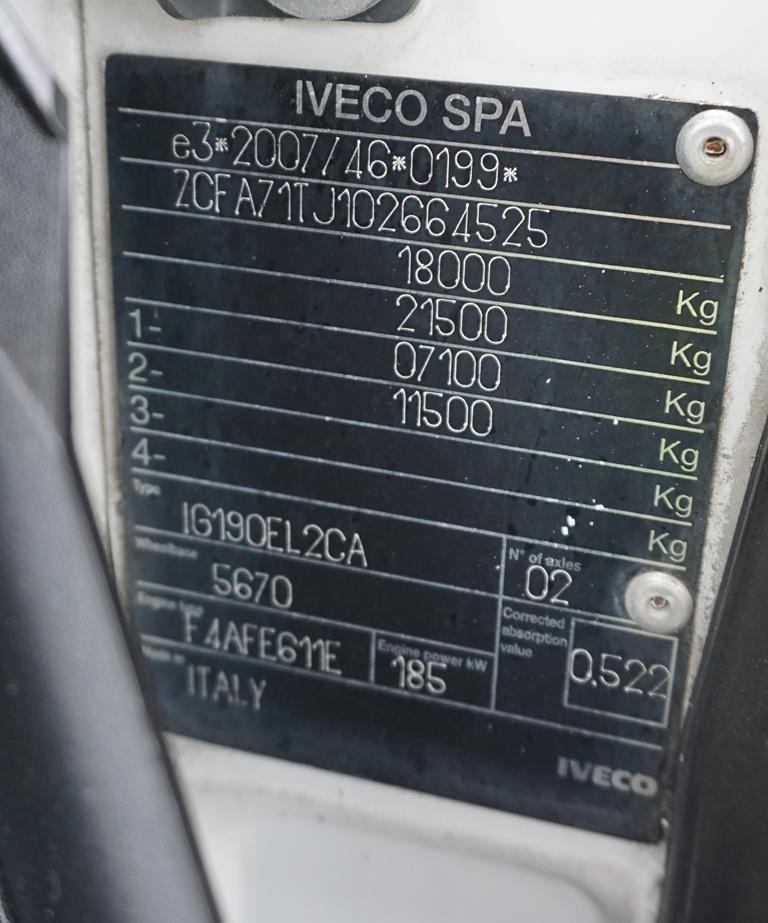 IVECO SPA
e3*2007/46*0199*
ZCFA71TJ102664525
18000 Kg
21500 Kg
1- 07100 Kg
2- 11500 Kg
3- Kg
4- Kg
Type
IG190EL2CA
N° of axles
02
Wheelbase
5670
Corrected absorption value
0.522
Engine type
F4AFE611E
Engine power kW
185
Made in
ITALY
IVECO